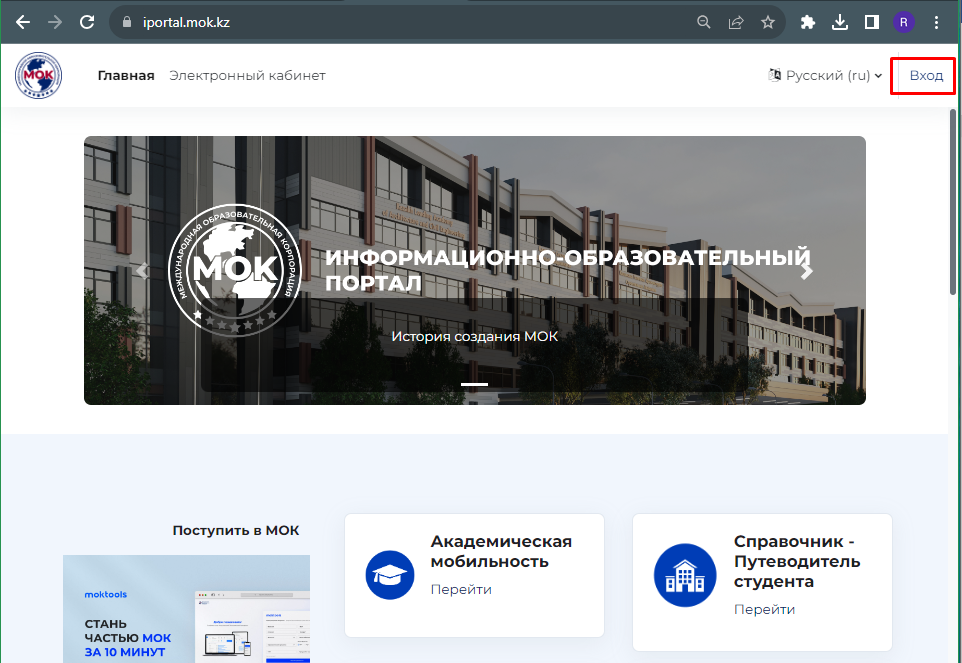 iportal.mok.kz
R
МОК
Главная
Электронный кабинет
Русский (ru)
Вход
МЕЖДУНАРОДНАЯ ОБРАЗОВАТЕЛЬНАЯ КОРПОРАЦИЯ
МОК
ИНФОРМАЦИОННО-ОБРАЗОВАТЕЛЬНЫЙ
ПОРТАЛ
История создания МОК
Поступить в МОК
moktools
СТАНЬ
ЧАСТЬЮ МОК
ЗА 10 МИНУТ
Академическая
мобильность
Перейти
Справочник -
Путеводитель
студента
Перейти